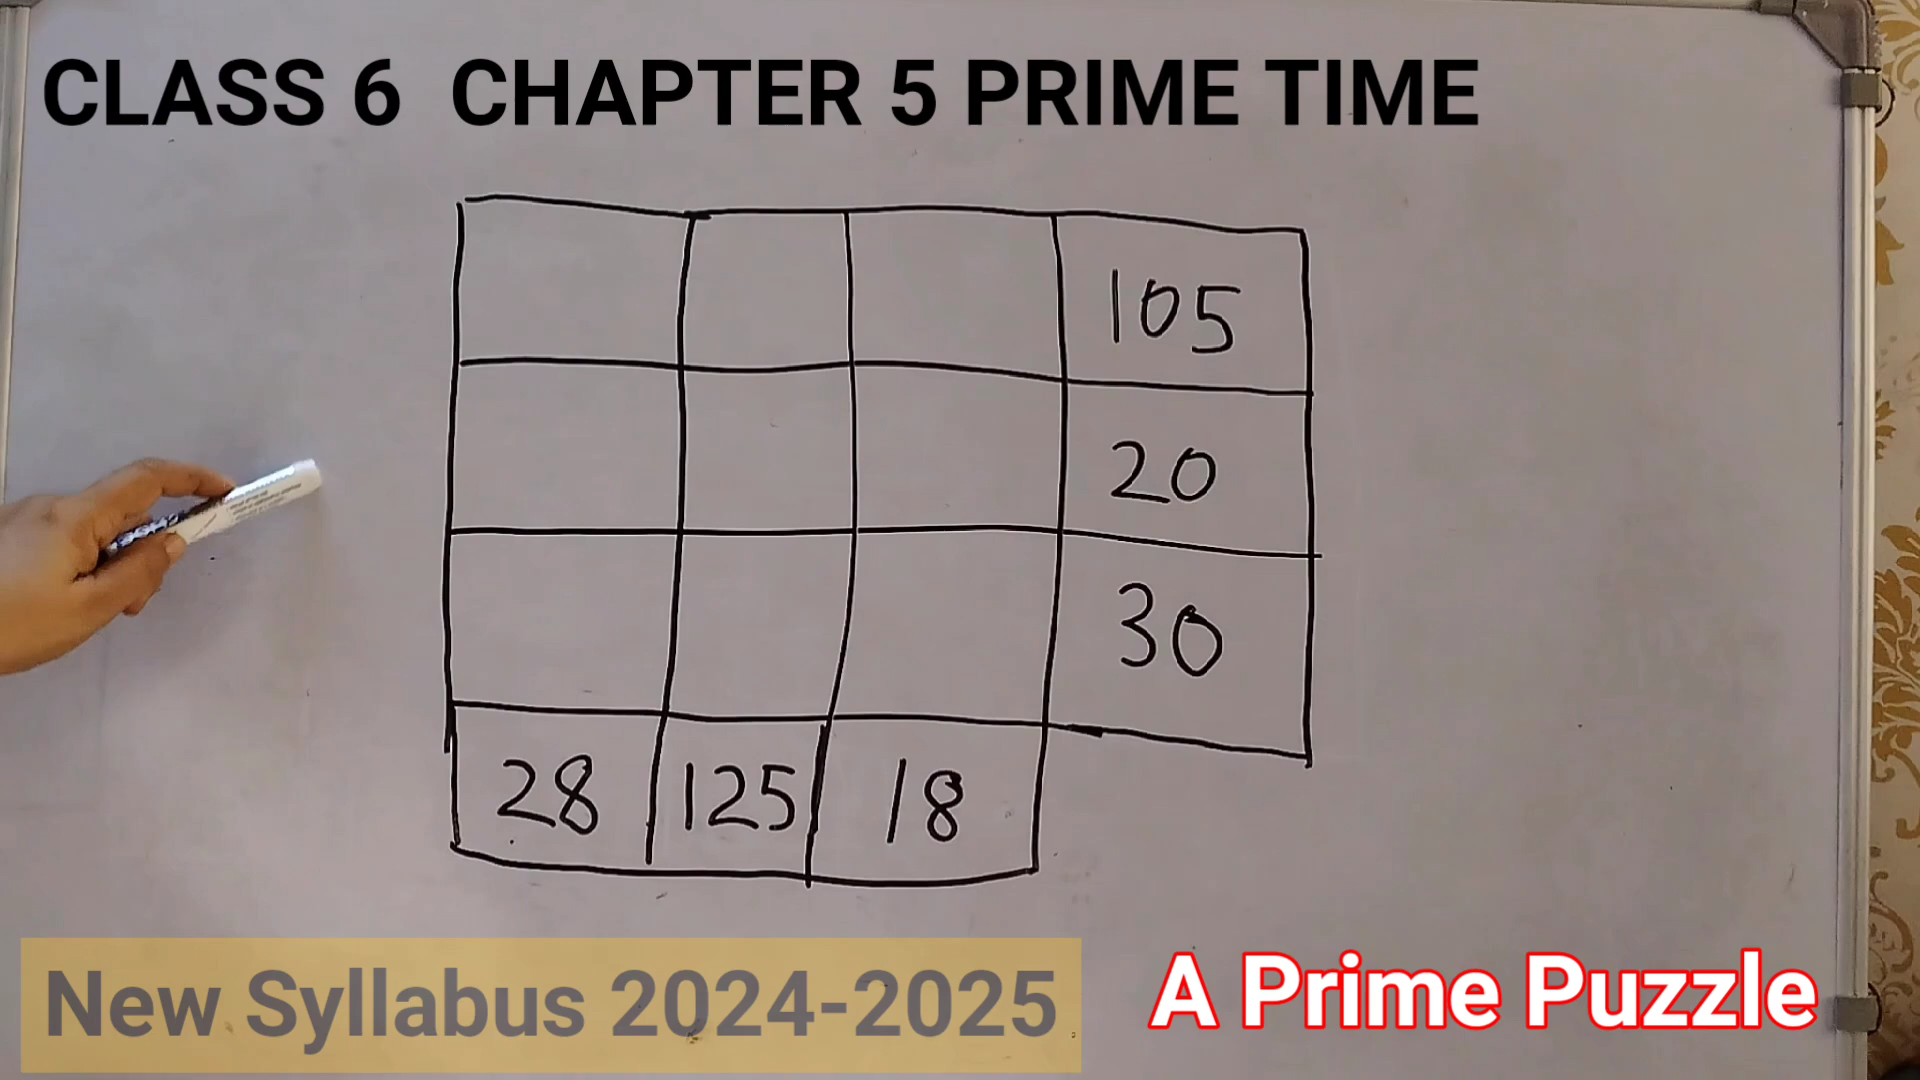 CLASS 6 CHAPTER 5 PRIME TIME
105
20
30
28 125 18
New Syllabus 2024-2025
A Prime Puzzle